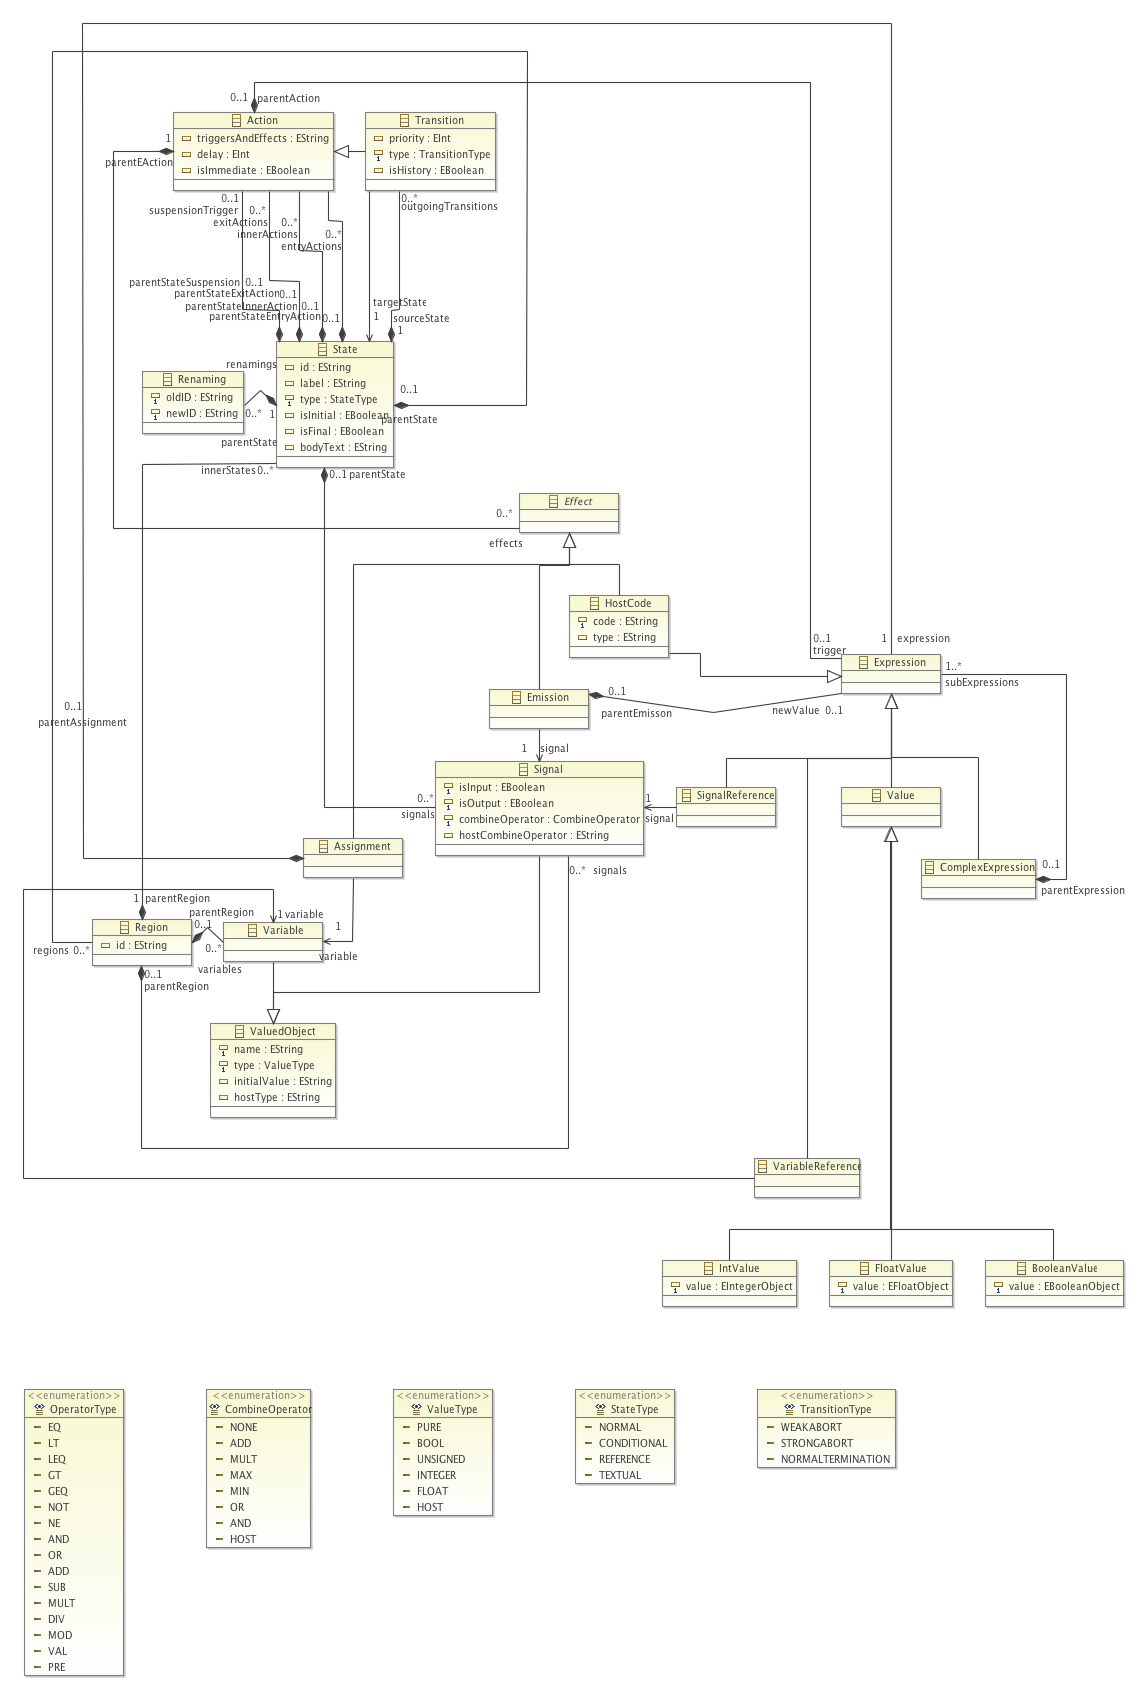 0..1 parentAction
Action
triggersAndEffects : EString
delay : EInt
isImmediate : EBoolean
1
parentEAction
Transition
priority : EInt
type : TransitionType
isHistory : EBoolean
0..1
suspensionTrigger
0..*
exitActions
0..*
innerActions
0..*
entryActions
0..*
outgoingTransitions
parentStateSuspension 0..1
parentStateExitAction 0..1
parentStateInnerAction 0..1
parentStateEntryAction 0..1
targetState
1
sourceState
1
State
id : EString
label : EString
type : StateType
isInitial : EBoolean
isFinal : EBoolean
bodyText : EString
renamings
0..*
1
parentState
Renaming
oldID : EString
newID : EString
0..1
parentState
innerStates 0..*
0..1 parentState
Effect
0..*
effects
HostCode
code : EString
type : EString
0..1
trigger
1 expression
Expression
1..*
subExpressions
Emission
0..1
parentEmisson
newValue 0..1
0..1
parentAssignment
1 signal
Signal
isInput : EBoolean
isOutput : EBoolean
combineOperator : CombineOperator
hostCombineOperator : EString
0..*
signals
1
signal
SignalReference
Value
ComplexExpression
0..1
parentExpression
Assignment
0..* signals
1 parentRegion
parentRegion
0..1
0..*
variables
1 variable
1
variable
Region
id : EString
regions 0..*
Variable
0..1
parentRegion
ValuedObject
name : EString
type : ValueType
initialValue : EString
hostType : EString
VariableReference
IntValue
value : EIntegerObject
FloatValue
value : EFloatObject
BooleanValue
value : EBooleanObject
<<enumeration>>
OperatorType
EQ
LT
LEQ
GT
GEQ
NOT
NE
AND
OR
ADD
SUB
MULT
DIV
MOD
VAL
PRE
<<enumeration>>
CombineOperator
NONE
ADD
MULT
MAX
MIN
OR
AND
HOST
<<enumeration>>
ValueType
PURE
BOOL
UNSIGNED
INTEGER
FLOAT
HOST
<<enumeration>>
StateType
NORMAL
CONDITIONAL
REFERENCE
TEXTUAL
<<enumeration>>
TransitionType
WEAKABORT
STRONGABORT
NORMALTERMINATION